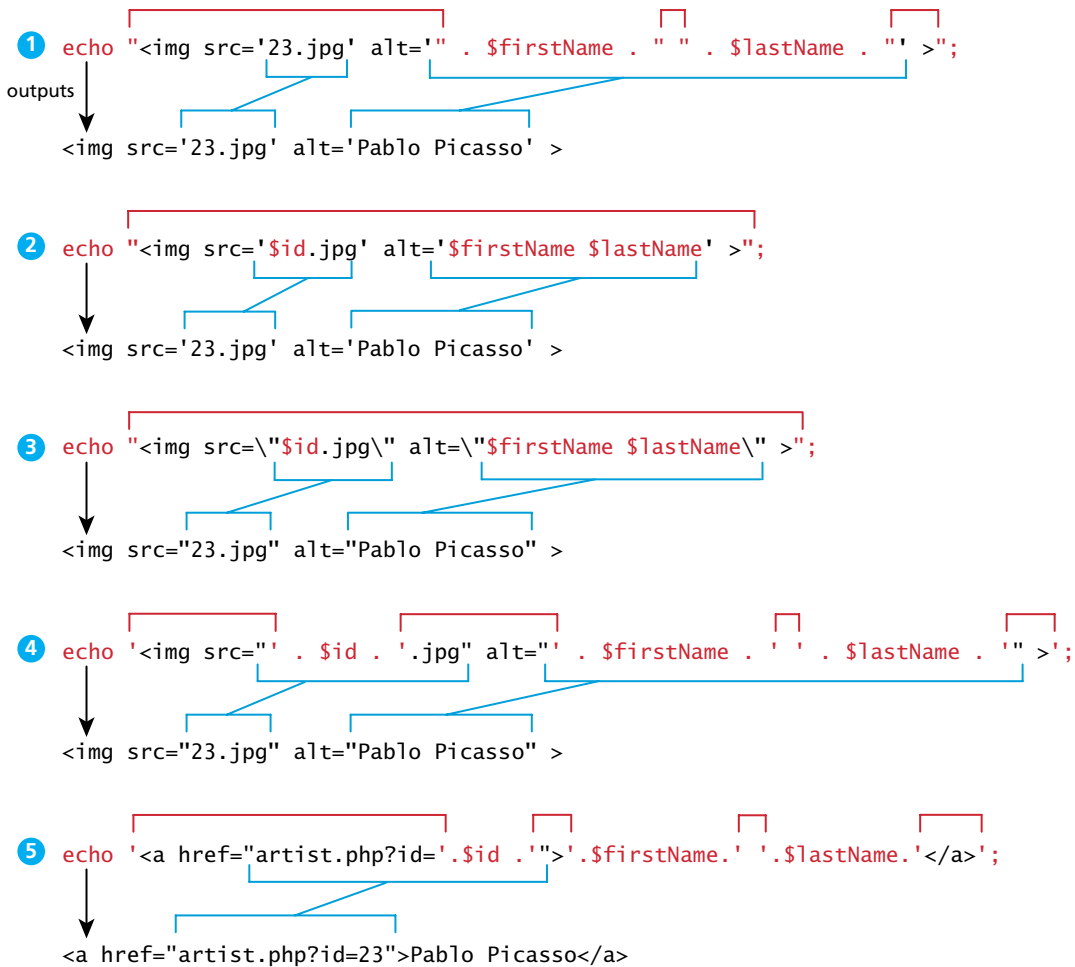 1 echo "<img src='23.jpg' alt='" . $firstName . " " . $lastName . "' >";
outputs
<img src='23.jpg' alt='Pablo Picasso' >
2 echo "<img src='$id.jpg' alt='$firstName $lastName' >";
<img src='23.jpg' alt='Pablo Picasso' >
3 echo "<img src=\"$id.jpg\" alt=\"$firstName $lastName\" >";
<img src="23.jpg" alt="Pablo Picasso" >
4 echo '<img src="' . $id . '.jpg" alt="' . $firstName . ' ' . $lastName . '" >';
<img src="23.jpg" alt="Pablo Picasso" >
5 echo '<a href="artist.php?id='.$id .'">'.$firstName.' '.$lastName.'</a>';
<a href="artist.php?id=23">Pablo Picasso</a>